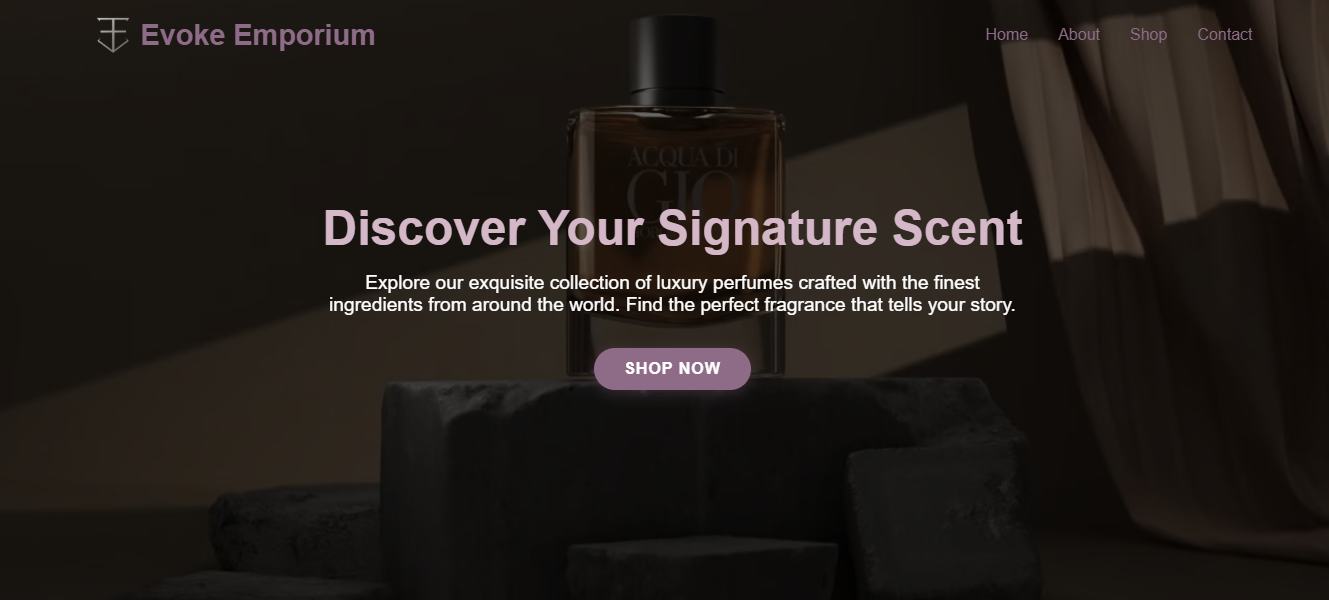 Evoke Emporium
Home About Shop Contact
ACQUA DI
GIO
Discover Your Signature Scent
Explore our exquisite collection of luxury perfumes crafted with the finest
ingredients from around the world. Find the perfect fragrance that tells your story.
SHOP NOW